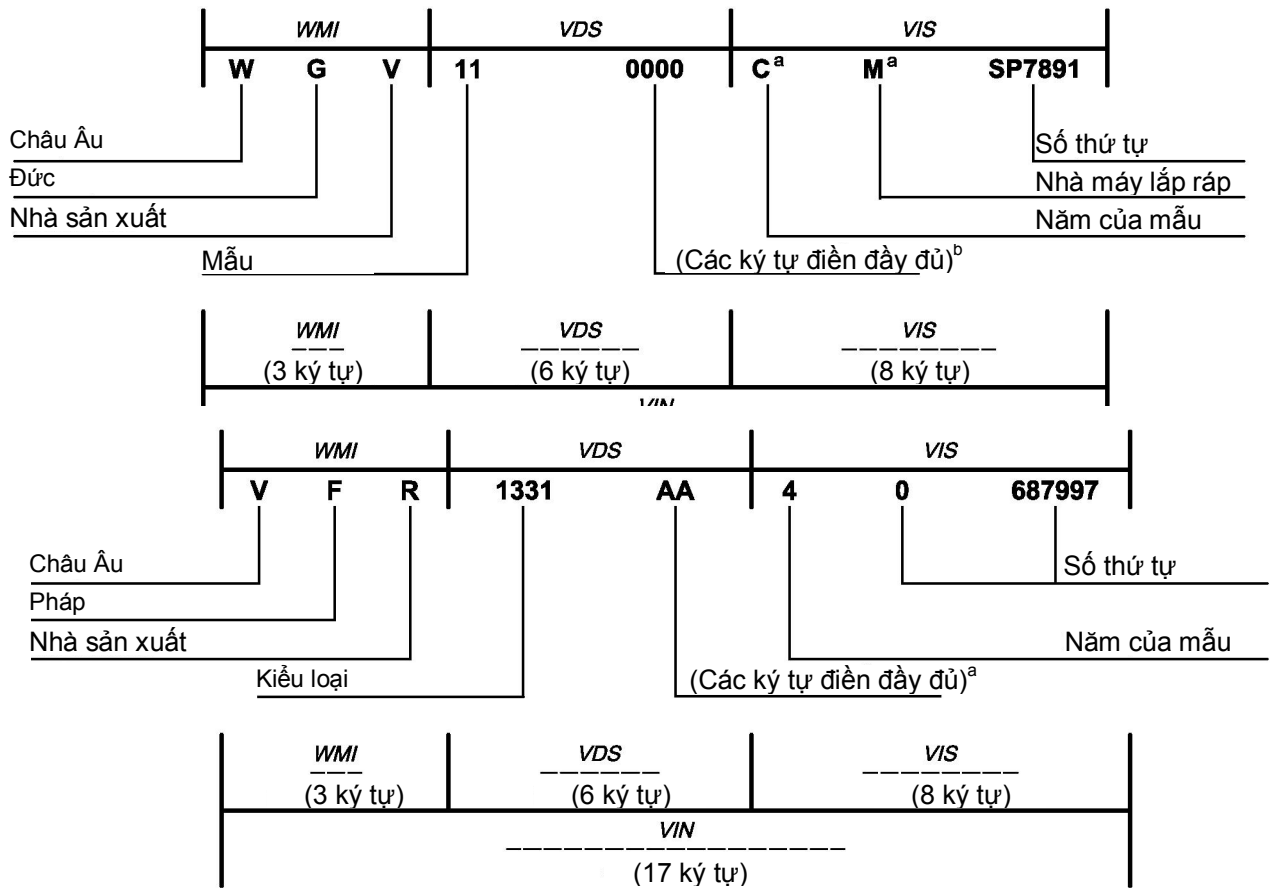 WMI VDS VIS
W G V 11 0000 Cᵃ Mᵃ SP7891
Châu Âu Số thứ tự
Đức Nhà máy lắp ráp
Nhà sản xuất Năm của mẫu
Mẫu (Các ký tự điền đầy đủ)ᵇ
WMI VDS VIS
(3 ký tự) (6 ký tự) (8 ký tự)
VIN
WMI VDS VIS
V F R 1331 AA 4 0 687997
Châu Âu Số thứ tự
Pháp
Nhà sản xuất Năm của mẫu
Kiểu loại (Các ký tự điền đầy đủ)ᵃ
WMI VDS VIS
(3 ký tự) (6 ký tự) (8 ký tự)
VIN
(17 ký tự)